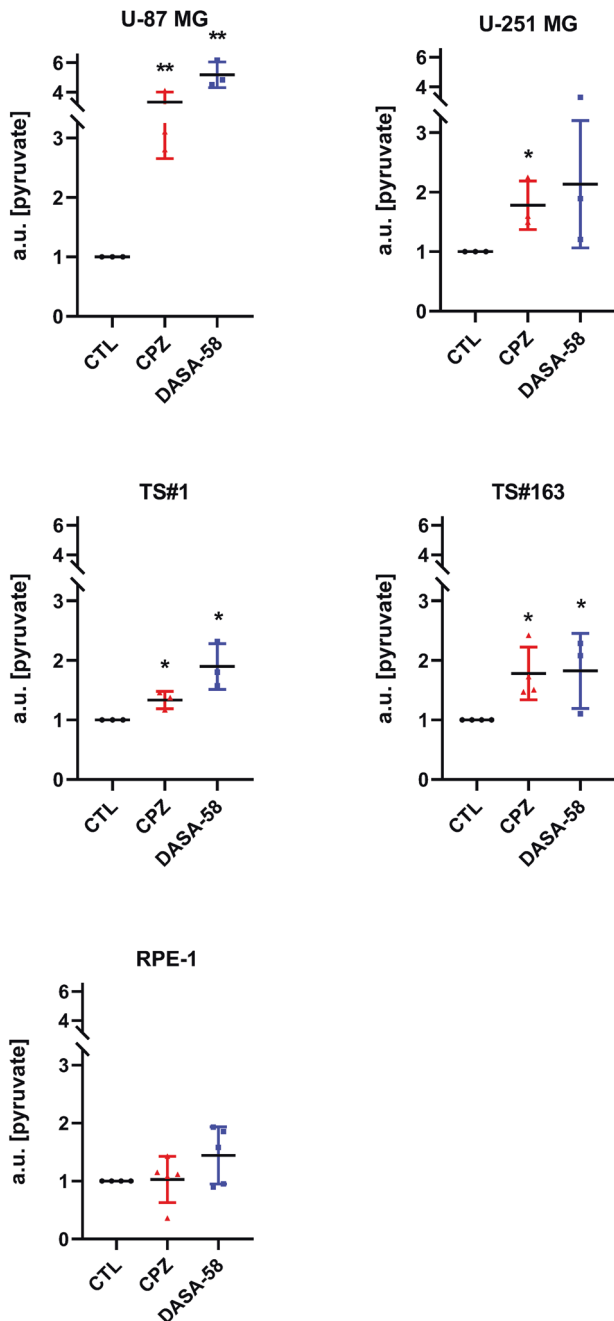 U-87 MG
a.u. [pyruvate]
6
4
3
2
1
0
**
**
CTL
CPZ
DASA-58
U-251 MG
a.u. [pyruvate]
6
4
3
2
1
0
*
CTL
CPZ
DASA-58
TS#1
a.u. [pyruvate]
6
4
3
2
1
0
*
*
CTL
CPZ
DASA-58
TS#163
a.u. [pyruvate]
6
4
3
2
1
0
*
*
CTL
CPZ
DASA-58
RPE-1
a.u. [pyruvate]
6
4
3
2
1
0
CTL
CPZ
DASA-58